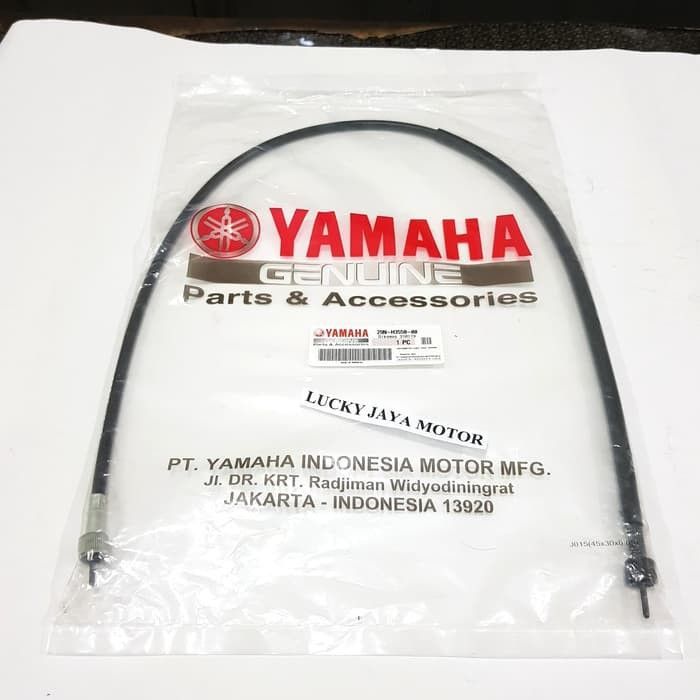 YAMAHA
GENUINE
Parts & Accessories
YAMAHA
Parts & Accessories
1 PC
LUCKY JAYA MOTOR
PT. YAMAHA INDONESIA MOTOR MFG.
Jl. DR. KRT. Radjiman Widyodiningrat
JAKARTA - INDONESIA 13920